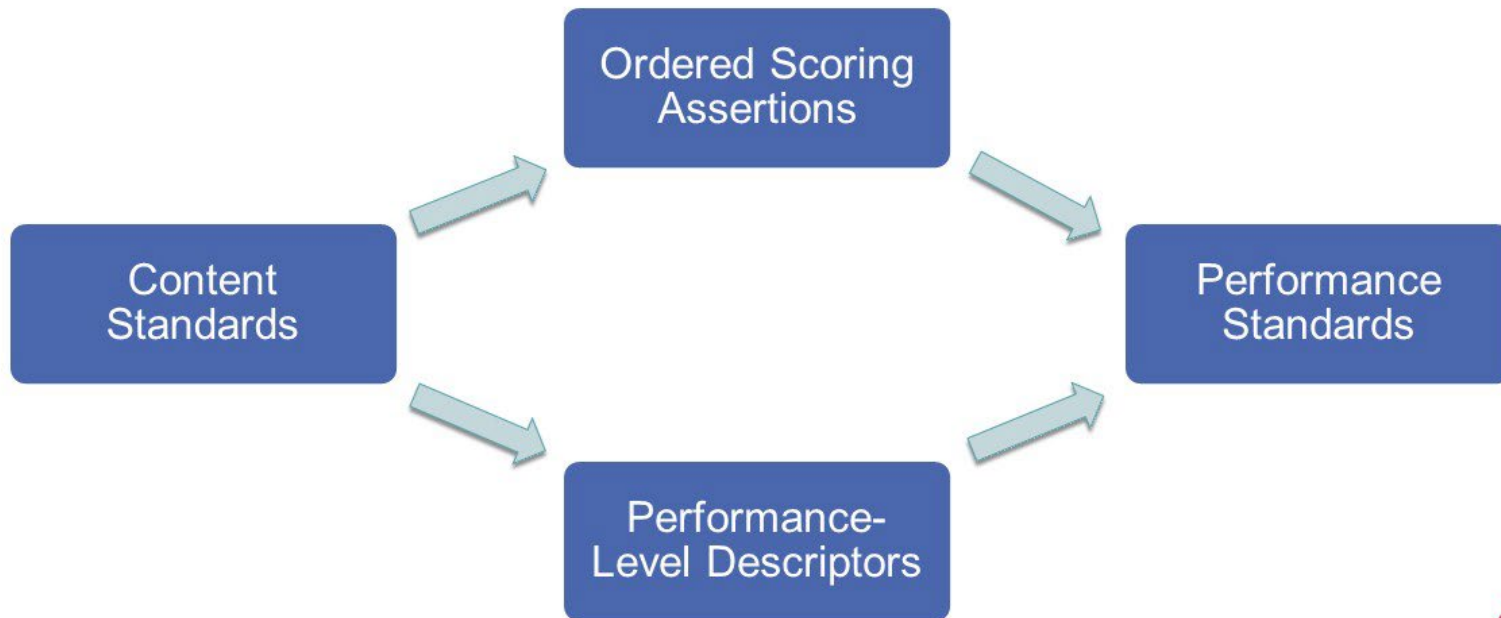 Ordered Scoring
Assertions
Content
Standards
Performance
Standards
Performance-
Level Descriptors